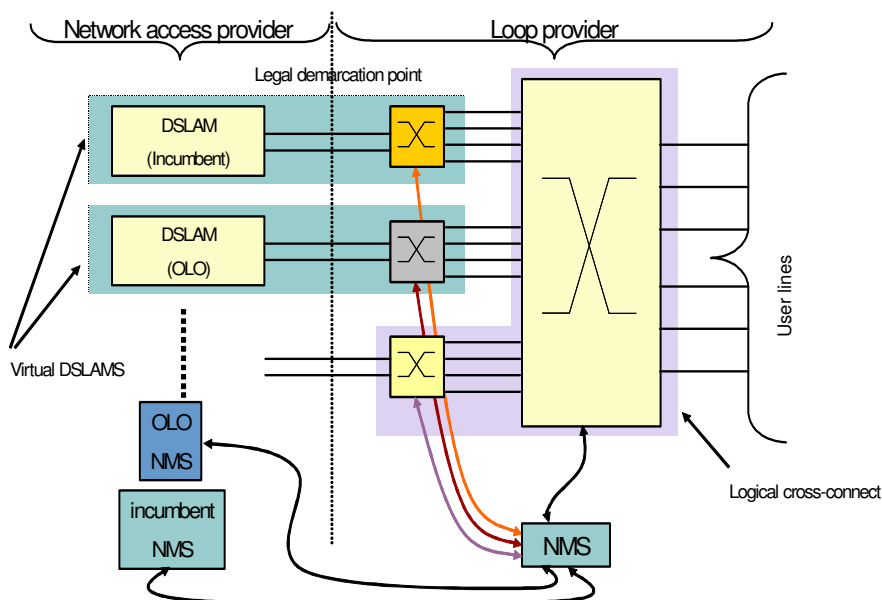 Network access provider
Loop provider
Legal demarcation point
DSLAM
(Incumbent)
DSLAM
(OLO)
User lines
Virtual DSLAMS
OLO
NMS
incumbent
NMS
NMS
Logical cross-connect